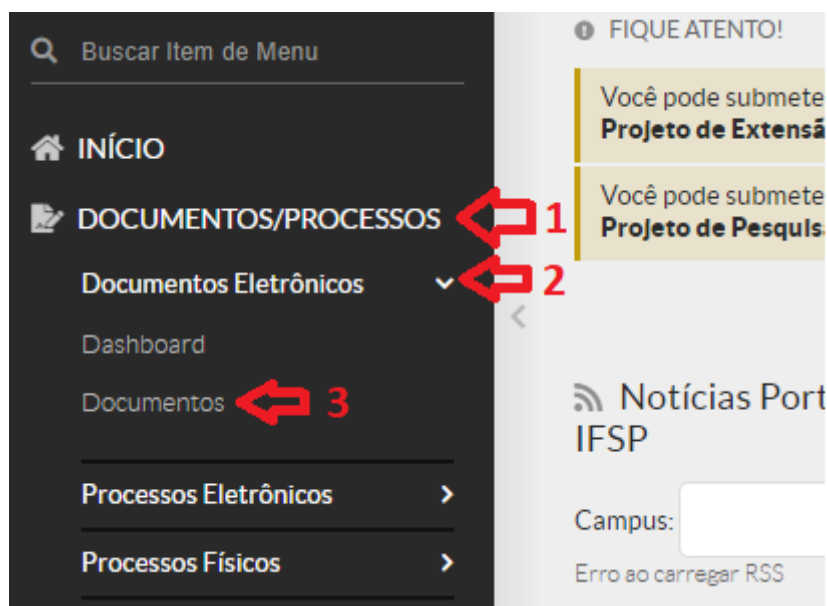 Buscar Item de Menu
INÍCIO
DOCUMENTOS/PROCESSOS
1
Documentos Eletrônicos
2
Dashboard
Documentos
3
Processos Eletrônicos
Processos Físicos
FIQUE ATENTO!
Você pode submete
Projeto de Extensã
Você pode submete
Projeto de Pesquis
Notícias Port
IFSP
Campus:
Erro ao carregar RSS